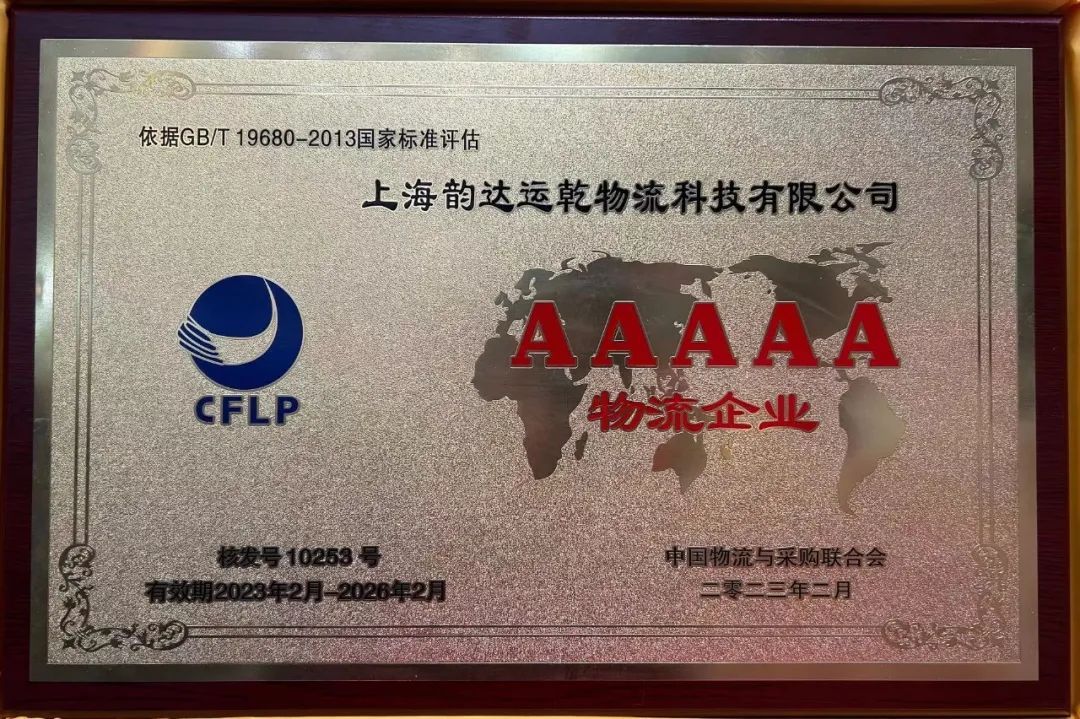 依据GB/T 19680-2013国家标准评估
上海韵达运乾物流科技有限公司
AAAAA
物流企业
CFLP
核发号 10253 号
有效期2023年2月-2026年2月
中国物流与采购联合会
二零二三年二月